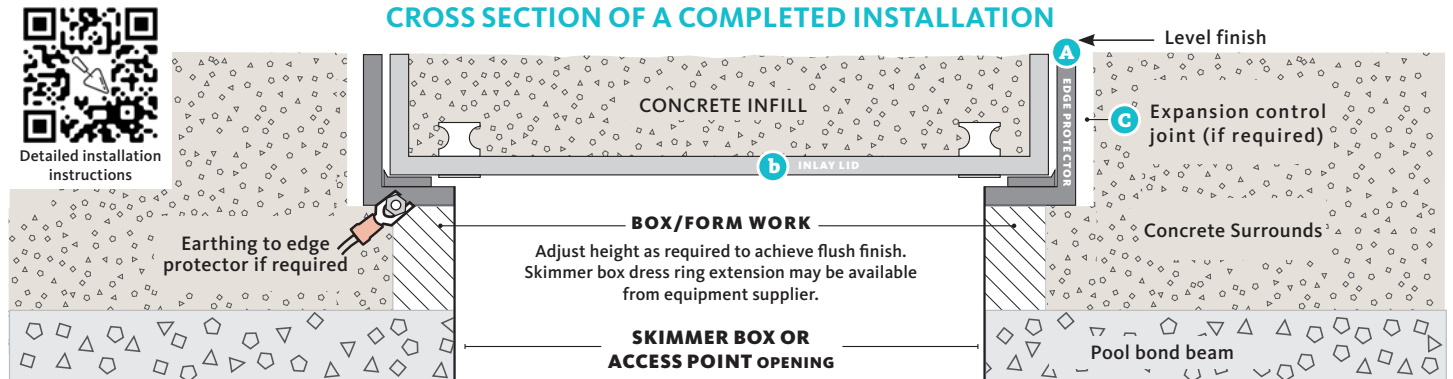 CROSS SECTION OF A COMPLETED INSTALLATION
Detailed installation
instructions
A
Level finish
CONCRETE INFILL
EDGE PROTECTOR
C
Expansion control
joint (if required)
b
INLAY LID
Earthing to edge
protector if required
BOX/FORM WORK
Adjust height as required to achieve flush finish.
Skimmer box dress ring extension may be available
from equipment supplier.
Concrete Surrounds
SKIMMER BOX OR
ACCESS POINT OPENING
Pool bond beam